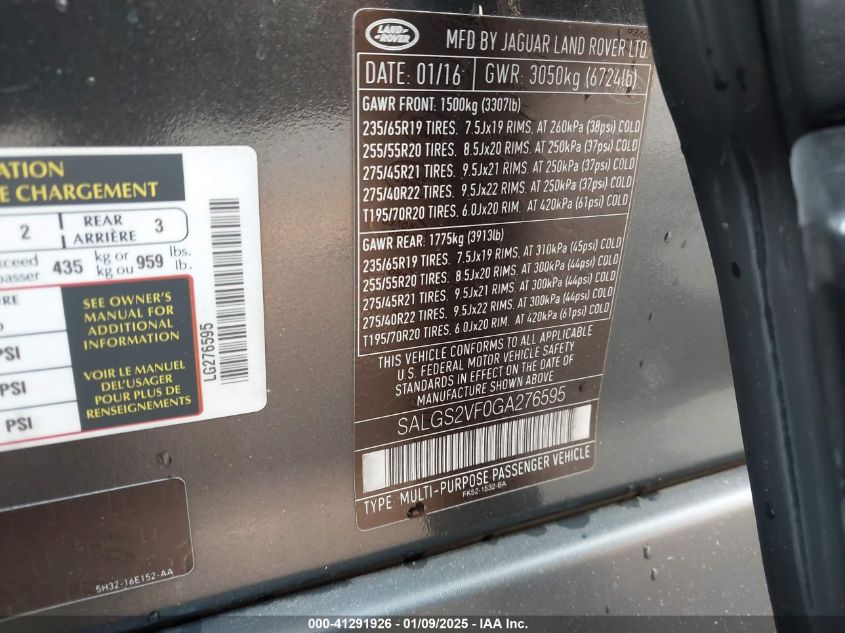 LAND ROVER
MFD BY JAGUAR LAND ROVER LTD
DATE: 01/16 GWR: 3050kg (6724lb)
GAWR FRONT: 1500kg (3307lb)
235/65R19 TIRES. 7.5Jx19 RIMS. AT 260kPa (38psi) COLD
255/55R20 TIRES. 8.5Jx20 RIMS. AT 250kPa (37psi) COLD
275/45R21 TIRES. 9.5Jx21 RIMS. AT 250kPa (37psi) COLD
275/40R22 TIRES. 9.5Jx22 RIMS. AT 250kPa (37psi) COLD
T195/70R20 TIRES. 6.0Jx20 RIM. AT 420kPa (61psi) COLD
GAWR REAR: 1775kg (3913lb)
235/65R19 TIRES. 7.5Jx19 RIMS. AT 310kPa (45psi) COLD
255/55R20 TIRES. 8.5Jx20 RIMS. AT 300kPa (44psi) COLD
275/45R21 TIRES. 9.5Jx21 RIMS. AT 300kPa (44psi) COLD
275/40R22 TIRES. 9.5Jx22 RIMS. AT 300kPa (44psi) COLD
T195/70R20 TIRES. 6.0Jx20 RIM. AT 420kPa (61psi) COLD
THIS VEHICLE CONFORMS TO ALL APPLICABLE
U.S. FEDERAL MOTOR VEHICLE SAFETY
STANDARDS IN EFFECT ON THE DATE OF
MANUFACTURE SHOWN ABOVE.
SALGS2VF0GA276595
TYPE: MULTI-PURPOSE PASSENGER VEHICLE
FK52-1532-BA
ATION
E CHARGEMENT
2 REAR ARRIÈRE 3
xceed
passer 435 kg or kg ou 959 lbs. lb.
URE
SEE OWNER'S
MANUAL FOR
ADDITIONAL
INFORMATION
PSI
PSI
VOIR LE MANUEL
DEL'USAGER
POUR PLUS DE
RENSEIGNEMENTS
PSI
LG276595
5H32-16E152-AA
000-41291926 | 01/09/2025 - IAA Inc.